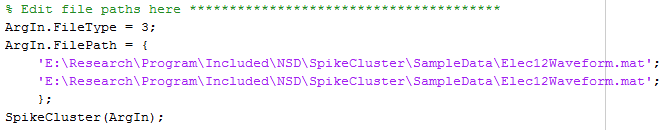 % Edit file paths here ***************************************
ArgIn.FileType = 3;
ArgIn.FilePath = {
'E:\Research\Program\Included\NSD\SpikeCluster\SampleData\Elec12Waveform.mat';
'E:\Research\Program\Included\NSD\SpikeCluster\SampleData\Elec12Waveform.mat';
};
SpikeCluster(ArgIn);